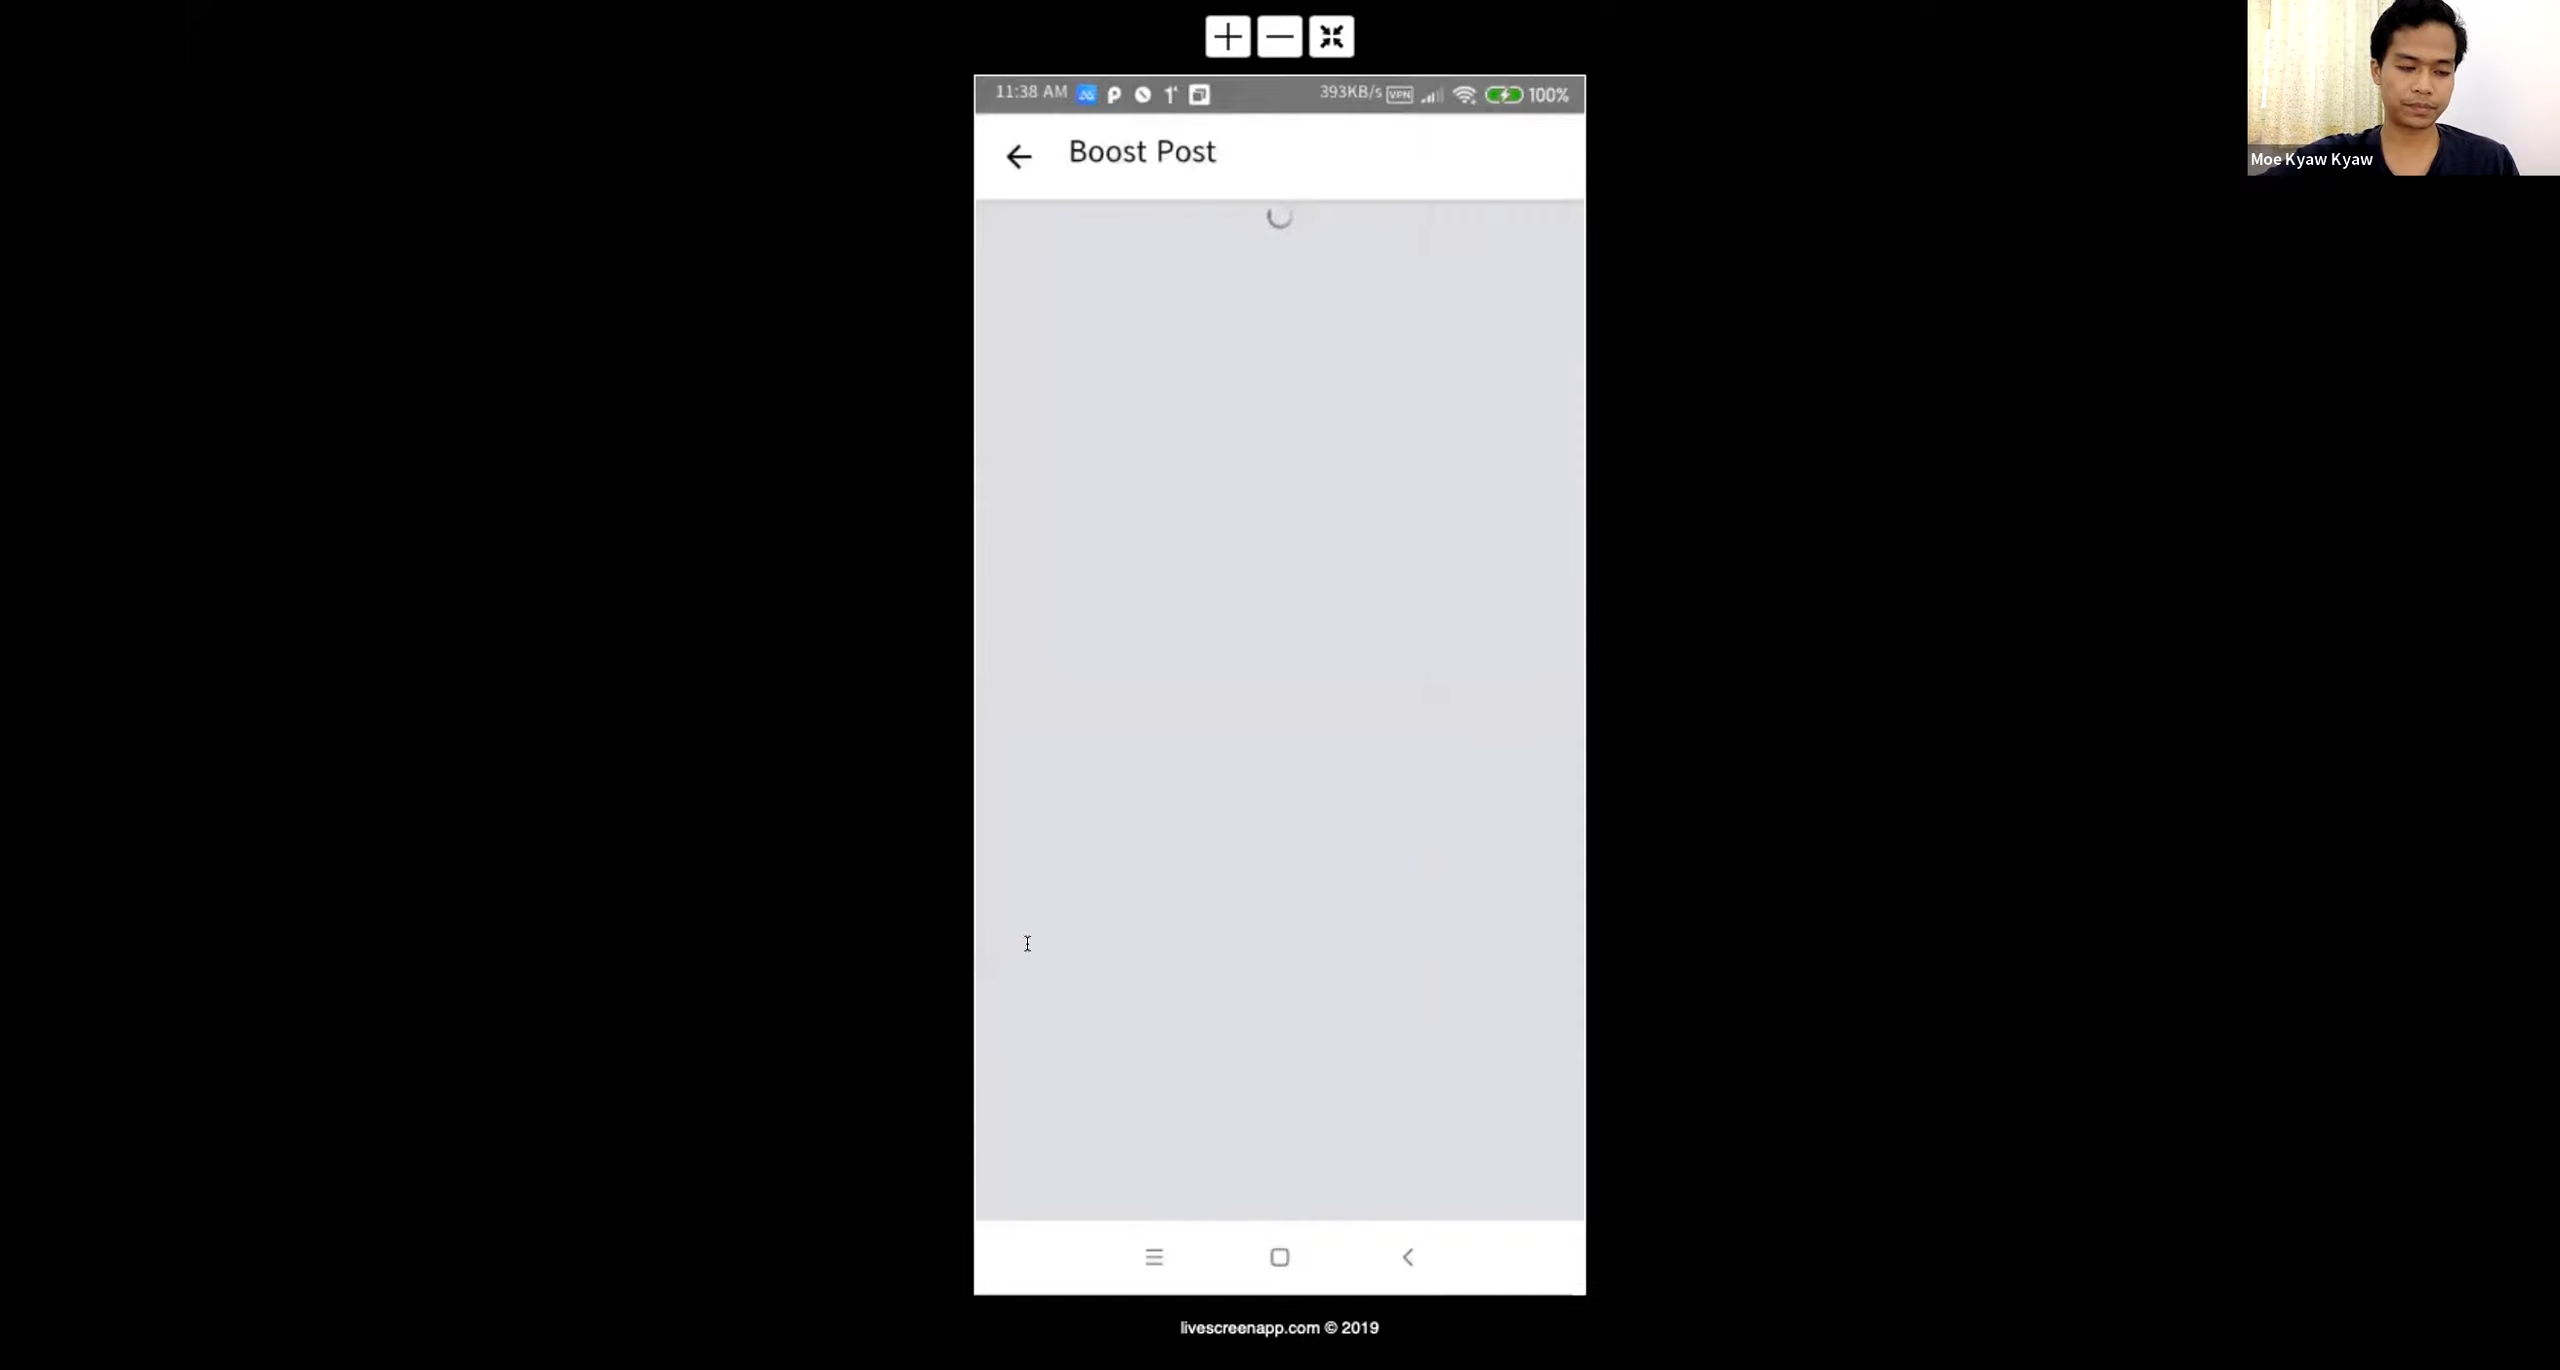 11:38 AM
393KB/s VPN 100%
Boost Post
Moe Kyaw Kyaw
livescreenapp.com © 2019